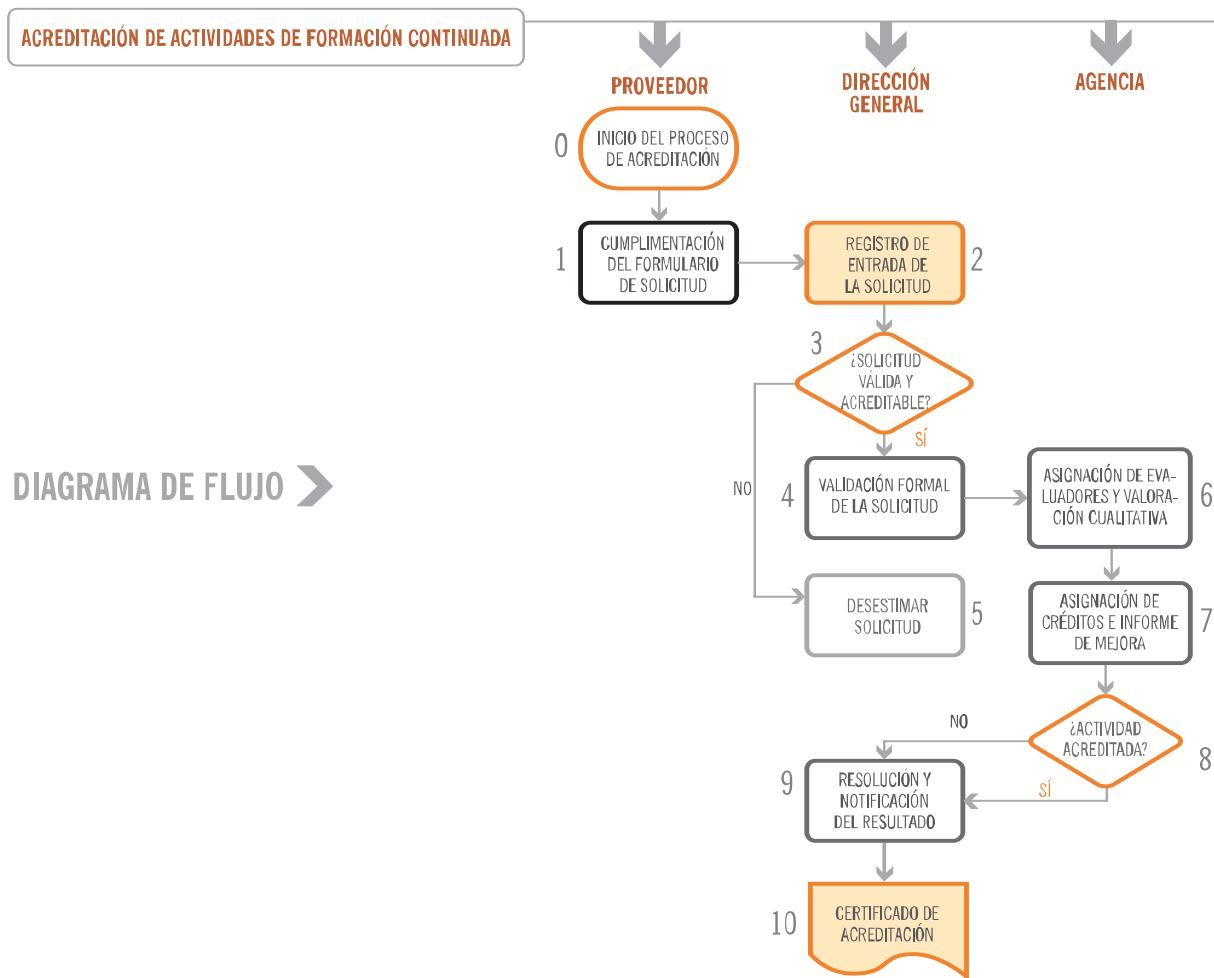 ACREDITACIÓN DE ACTIVIDADES DE FORMACIÓN CONTINUADA
PROVEEDOR
DIRECCIÓN
GENERAL
AGENCIA
0
INICIO DEL PROCESO
DE ACREDITACIÓN
1
CUMPLIMENTACIÓN
DEL FORMULARIO
DE SOLICITUD
REGISTRO DE
ENTRADA DE
LA SOLICITUD
2
3
¿SOLICITUD
VÁLIDA Y
ACREDITABLE?
SÍ
NO
DIAGRAMA DE FLUJO
4
VALIDACIÓN FORMAL
DE LA SOLICITUD
ASIGNACIÓN DE EVA-
LUADORES Y VALORA-
CIÓN CUALITATIVA
6
DESESTIMAR
SOLICITUD
5
ASIGNACIÓN DE
CRÉDITOS E INFORME
DE MEJORA
7
NO
¿ACTIVIDAD
ACREDITADA?
8
SÍ
9
RESOLUCIÓN Y
NOTIFICACIÓN
DEL RESULTADO
10
CERTIFICADO DE
ACREDITACIÓN